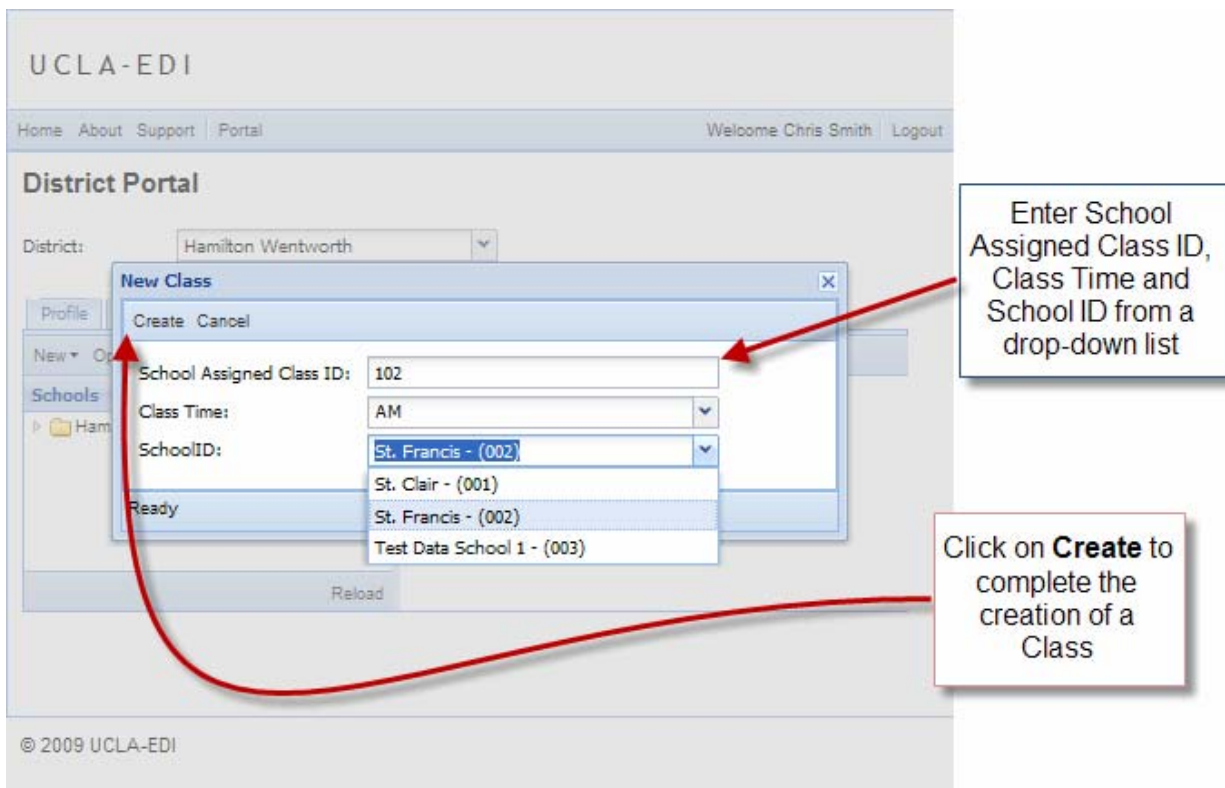 UCLA-EDI
Home About Support Portal Welcome Chris Smith Logout
District Portal
District: Hamilton Wentworth
New Class
Profile
Create Cancel
New Op
School Assigned Class ID: 102
Schools
Class Time: AM
Ham
SchoolID: St. Francis - (002)
St. Clair - (001)
Ready
St. Francis - (002)
Test Data School 1 - (003)
Reload
© 2009 UCLA-EDI
Enter School
Assigned Class ID,
Class Time and
School ID from a
drop-down list
Click on Create to
complete the
creation of a
Class